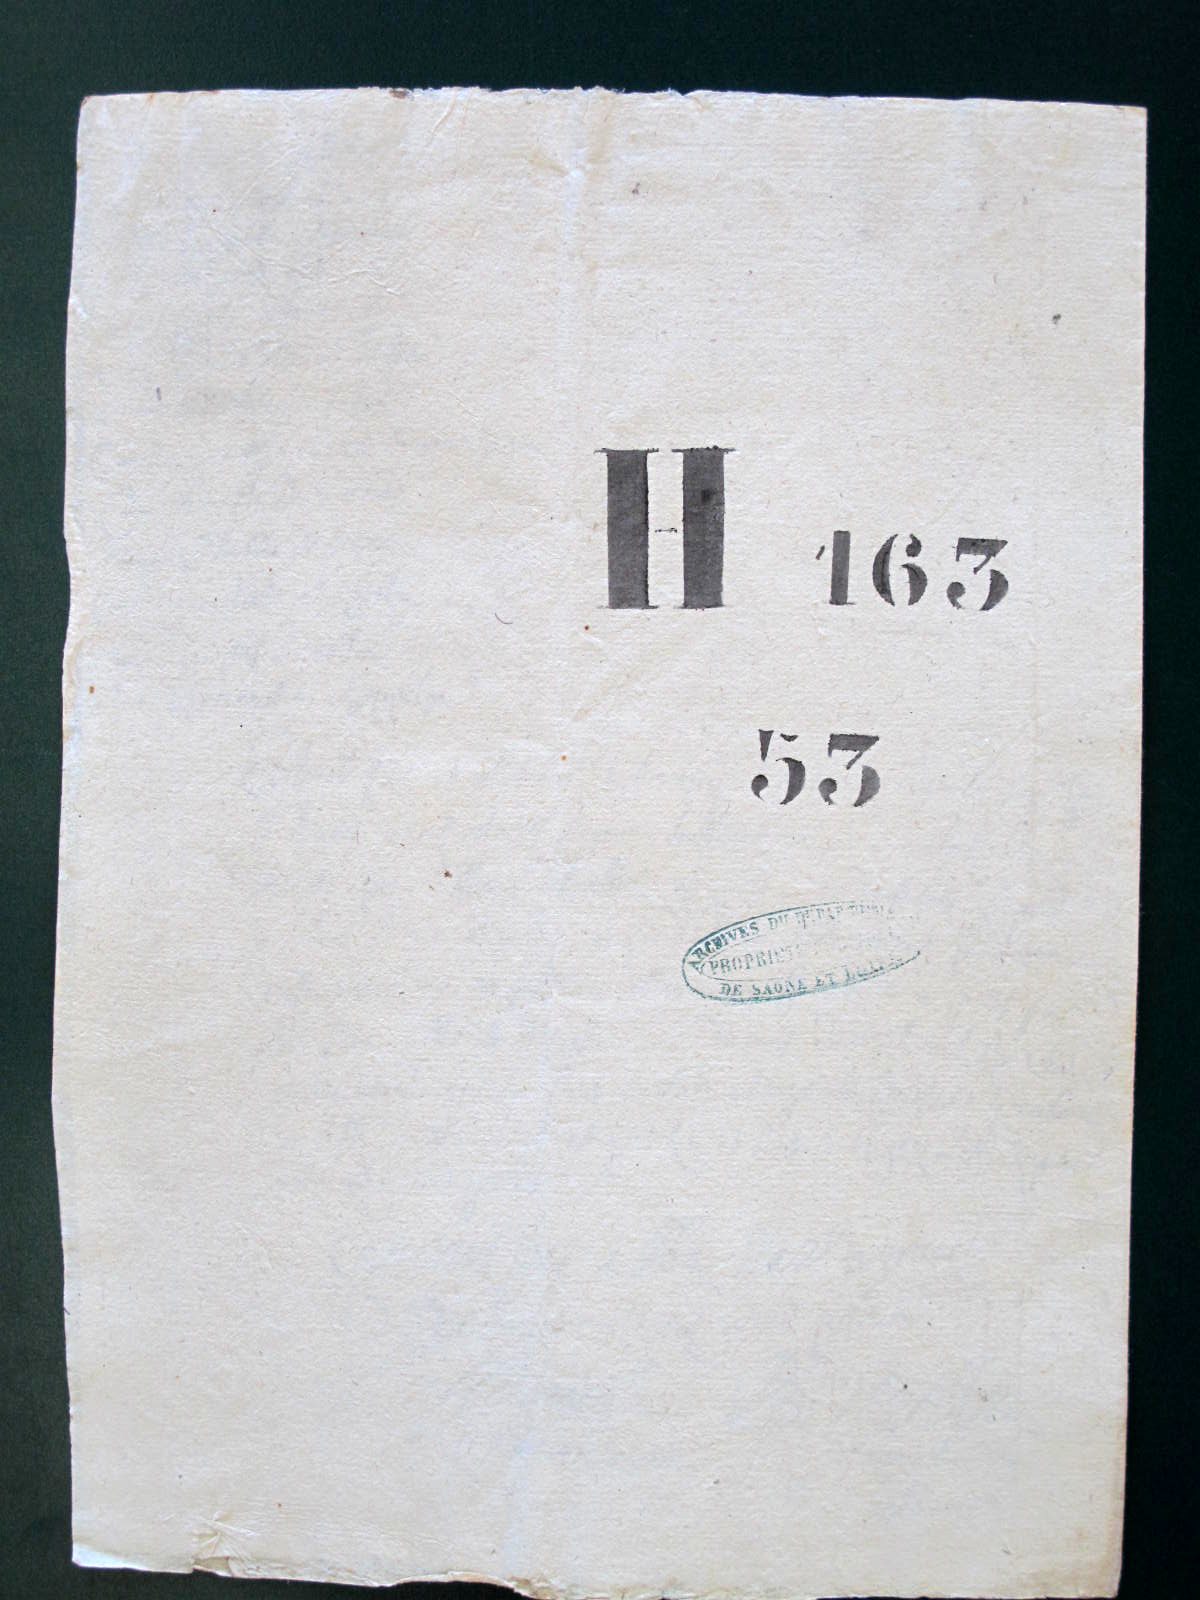 H 163
53
ARCHIVES DU DÉPARTEMENT
PROPRIÉTÉ
DE SAONE ET LOIRE